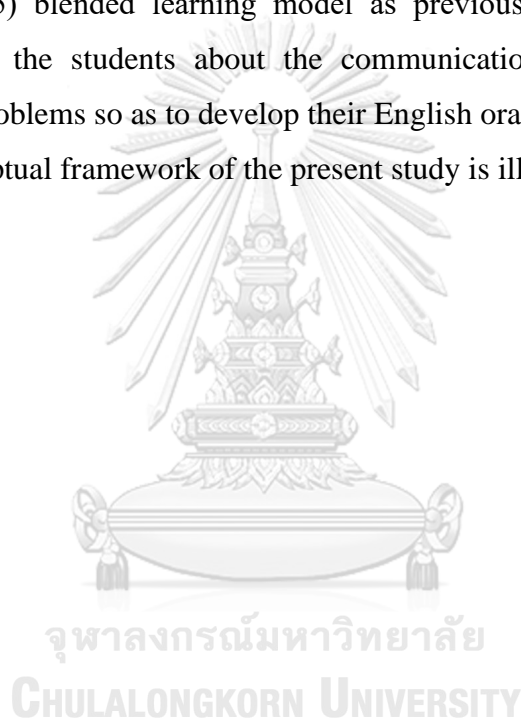 5) blended learning model as previous
the students about the communicatio
oblems so as to develop their English ora
ptual framework of the present study is ill
จุฬาลงกรณ์มหาวิทยาลัย
CHULALONGKORN UNIVERSITY